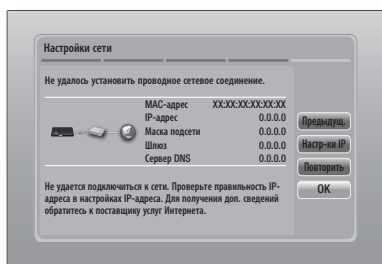 Настройки сети
Не удалось установить проводное сетевое соединение.
MAC-адрес XX:XX:XX:XX:XX:XX
IP-адрес 0.0.0.0
Маска подсети 0.0.0.0
Шлюз 0.0.0.0
Сервер DNS 0.0.0.0
Предыдущ.
Настр-ки IP
Повторить
OK
Не удается подключиться к сети. Проверьте правильность IP-
адреса в настройках IP-адреса. Для получения доп. сведений
обратитесь к поставщику услуг Интернета.